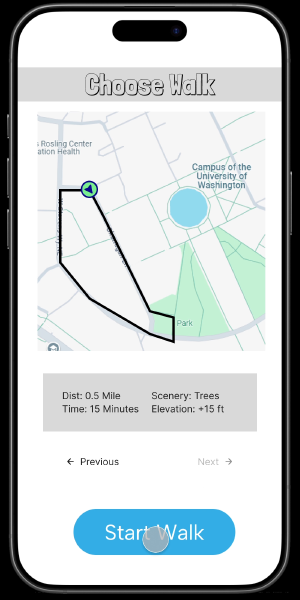 Choose Walk
s Rosling Center
ation Health
Campus of the
University of
Washington
Park
Dist: 0.5 Mile
Scenery: Trees
Time: 15 Minutes
Elevation: +15 ft
← Previous
Next →
Start Walk